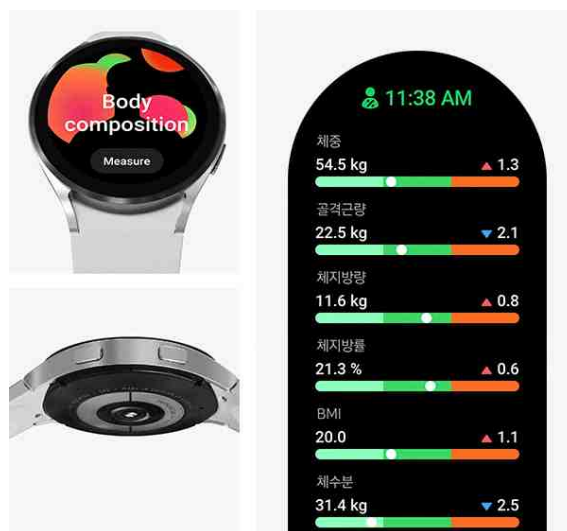 Body
composition
Measure
11:38 AM
체중
54.5 kg ▲ 1.3
골격근량
22.5 kg ▼ 2.1
체지방량
11.6 kg ▲ 0.8
체지방률
21.3 % ▲ 0.6
BMI
20.0 ▲ 1.1
체수분
31.4 kg ▼ 2.5